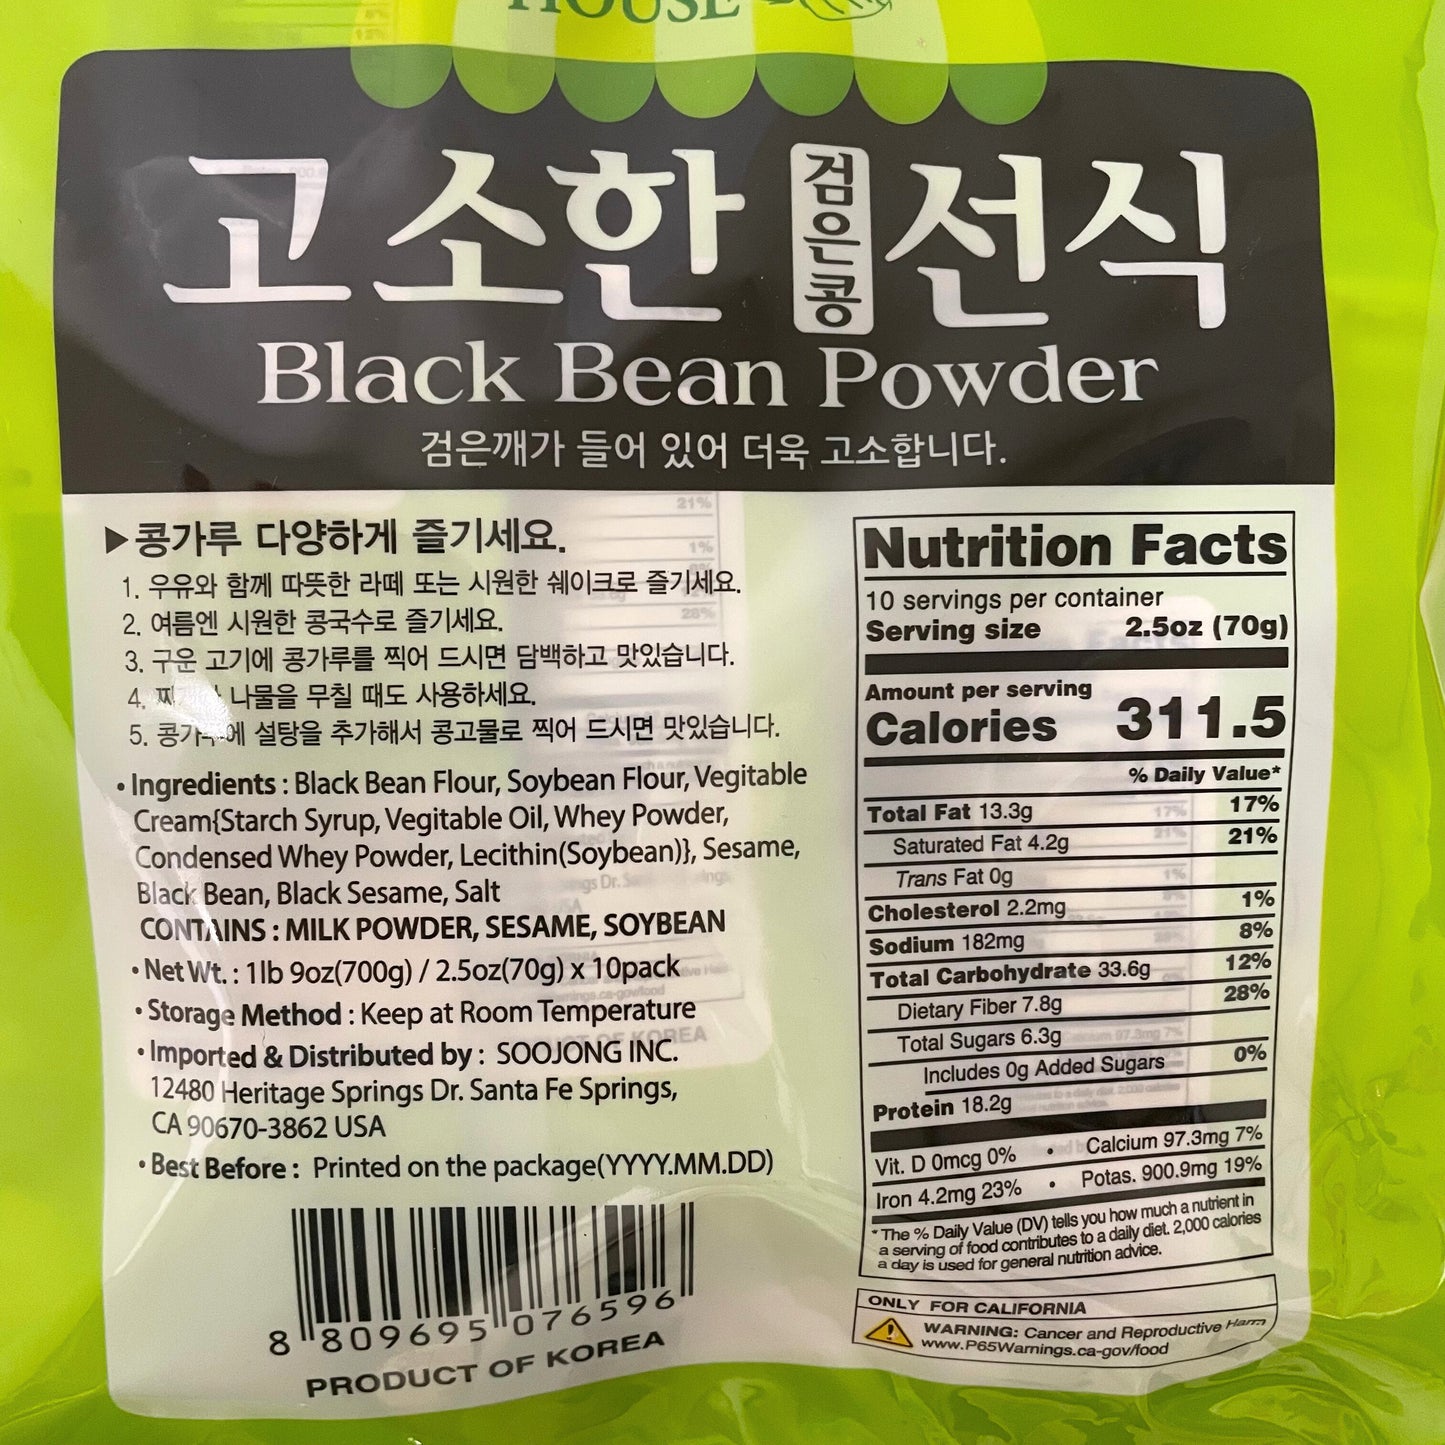 HOUSE
고소한 검은콩 선식
Black Bean Powder
검은깨가 들어 있어 더욱 고소합니다.
▶콩가루 다양하게 즐기세요.
1. 우유와 함께 따뜻한 라떼 또는 시원한 쉐이크로 즐기세요.
2. 여름엔 시원한 콩국수로 즐기세요.
3. 구운 고기에 콩가루를 찍어 드시면 담백하고 맛있습니다.
4. 나물을 무칠 때도 사용하세요.
5. 콩가루에 설탕을 추가해서 콩고물로 찍어 드시면 맛있습니다.
• Ingredients : Black Bean Flour, Soybean Flour, Vegitable
Cream{Starch Syrup, Vegitable Oil, Whey Powder,
Condensed Whey Powder, Lecithin(Soybean)}, Sesame,
Black Bean, Black Sesame, Salt
CONTAINS : MILK POWDER, SESAME, SOYBEAN
• Net Wt. : 1lb 9oz(700g) / 2.5oz(70g) x 10pack
• Storage Method : Keep at Room Temperature
• Imported & Distributed by : SOOJONG INC.
12480 Heritage Springs Dr. Santa Fe Springs,
CA 90670-3862 USA
• Best Before : Printed on the package(YYYY.MM.DD)
8 809695 076596
PRODUCT OF KOREA
Nutrition Facts
10 servings per container
Serving size 2.5oz (70g)
Amount per serving
Calories 311.5
% Daily Value*
Total Fat 13.3g 17%
Saturated Fat 4.2g 21%
Trans Fat 0g
Cholesterol 2.2mg 1%
Sodium 182mg 8%
Total Carbohydrate 33.6g 12%
Dietary Fiber 7.8g 28%
Total Sugars 6.3g
Includes 0g Added Sugars 0%
Protein 18.2g
Vit. D 0mcg 0% • Calcium 97.3mg 7%
Iron 4.2mg 23% • Potas. 900.9mg 19%
* The % Daily Value (DV) tells you how much a nutrient in
a serving of food contributes to a daily diet. 2,000 calories
a day is used for general nutrition advice.
ONLY FOR CALIFORNIA
WARNING: Cancer and Reproductive Harm
www.P65Warnings.ca-gov/food